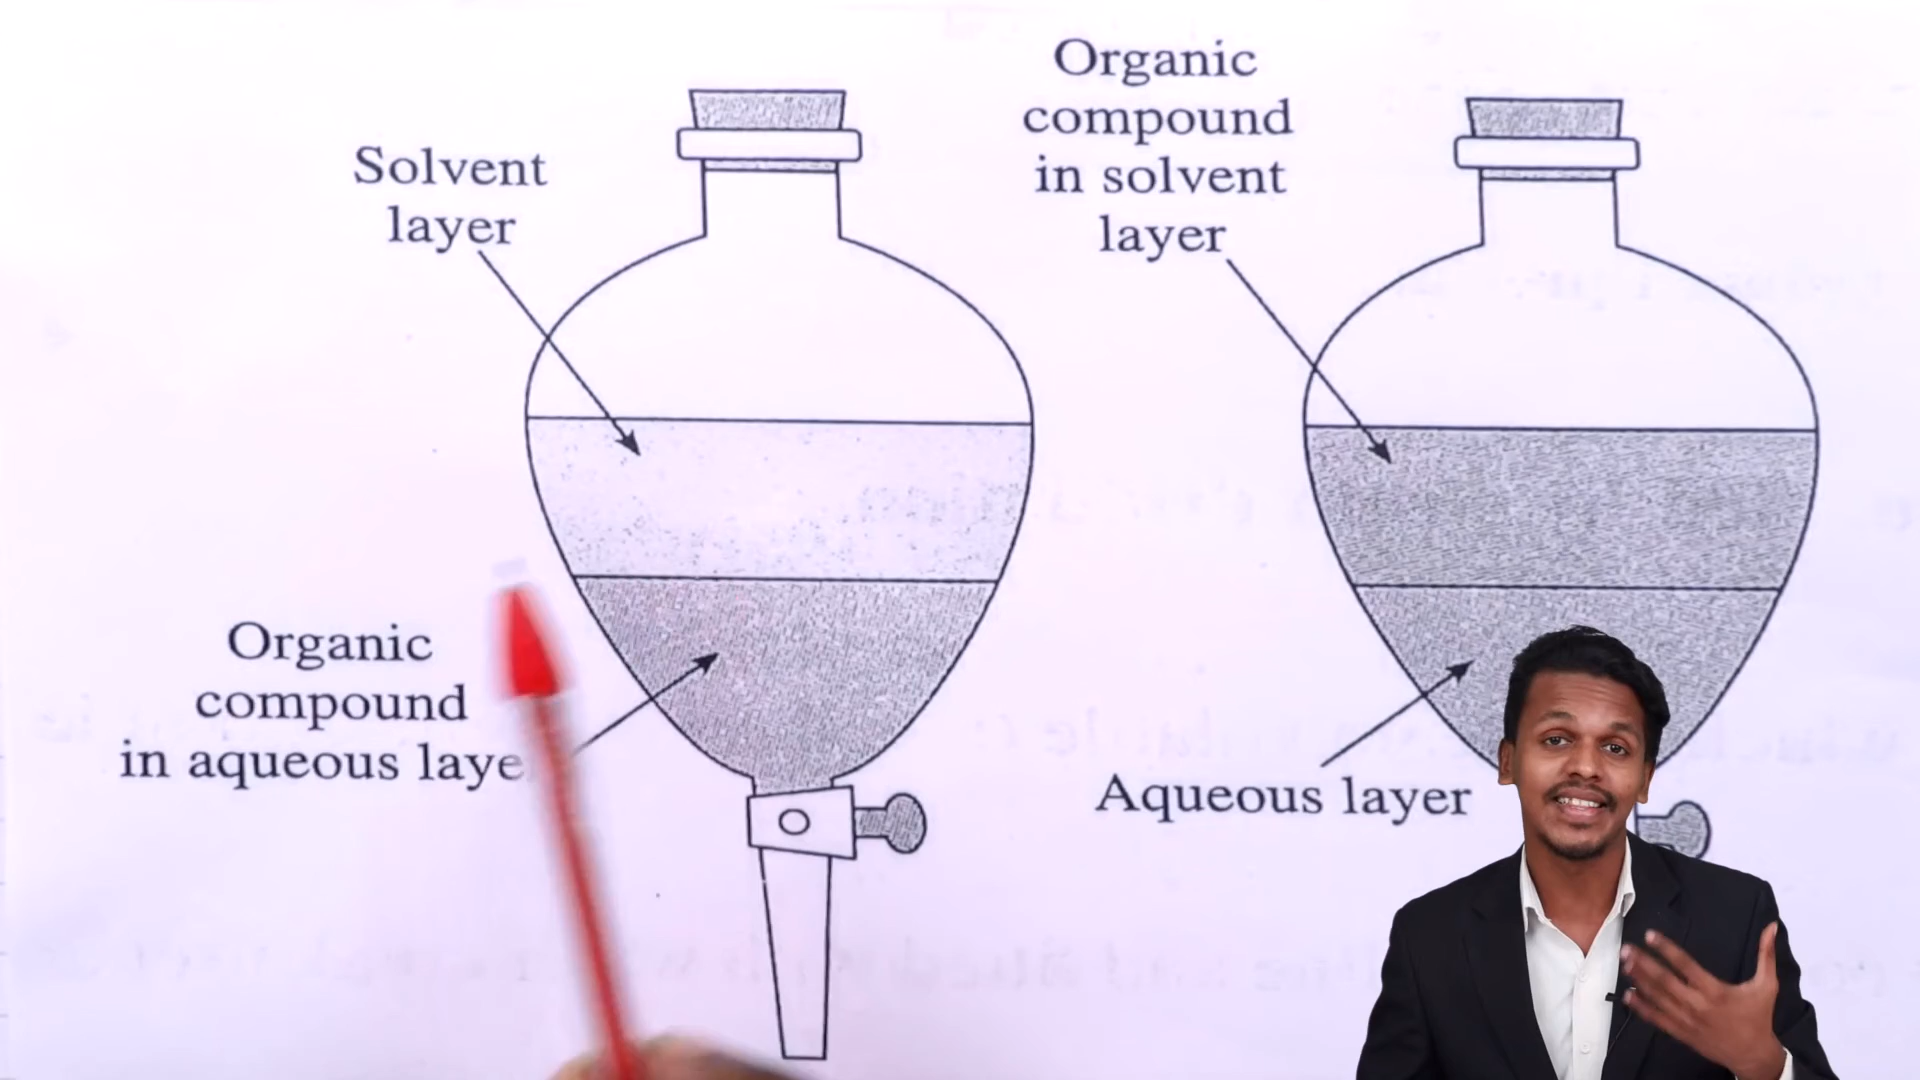 Solvent
layer
Organic
compound
in aqueous laye
Organic
compound
in solvent
layer
Aqueous layer